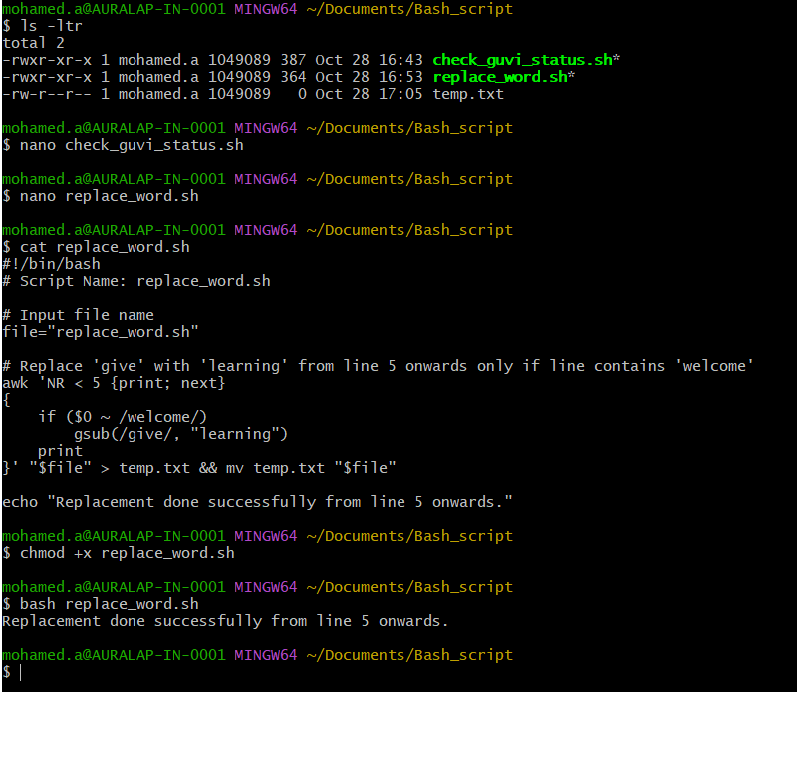 mohamed.a@AURALAP-IN-0001 MINGW64 ~/Documents/Bash_script
$ ls -ltr
total 2
-rwxr-xr-x 1 mohamed.a 1049089 387 Oct 28 16:43 check_guvi_status.sh*
-rwxr-xr-x 1 mohamed.a 1049089 364 Oct 28 16:53 replace_word.sh*
-rw-r--r-- 1 mohamed.a 1049089   0 Oct 28 17:05 temp.txt

mohamed.a@AURALAP-IN-0001 MINGW64 ~/Documents/Bash_script
$ nano check_guvi_status.sh

mohamed.a@AURALAP-IN-0001 MINGW64 ~/Documents/Bash_script
$ nano replace_word.sh

mohamed.a@AURALAP-IN-0001 MINGW64 ~/Documents/Bash_script
$ cat replace_word.sh
#!/bin/bash
# Script Name: replace_word.sh

# Input file name
file="replace_word.sh"

# Replace 'give' with 'learning' from line 5 onwards only if line contains 'welcome'
awk 'NR < 5 {print; next}
{
    if ($0 ~ /welcome/)
        gsub(/give/, "learning")
    print
}' "$file" > temp.txt && mv temp.txt "$file"

echo "Replacement done successfully from line 5 onwards."

mohamed.a@AURALAP-IN-0001 MINGW64 ~/Documents/Bash_script
$ chmod +x replace_word.sh

mohamed.a@AURALAP-IN-0001 MINGW64 ~/Documents/Bash_script
$ bash replace_word.sh
Replacement done successfully from line 5 onwards.

mohamed.a@AURALAP-IN-0001 MINGW64 ~/Documents/Bash_script
$